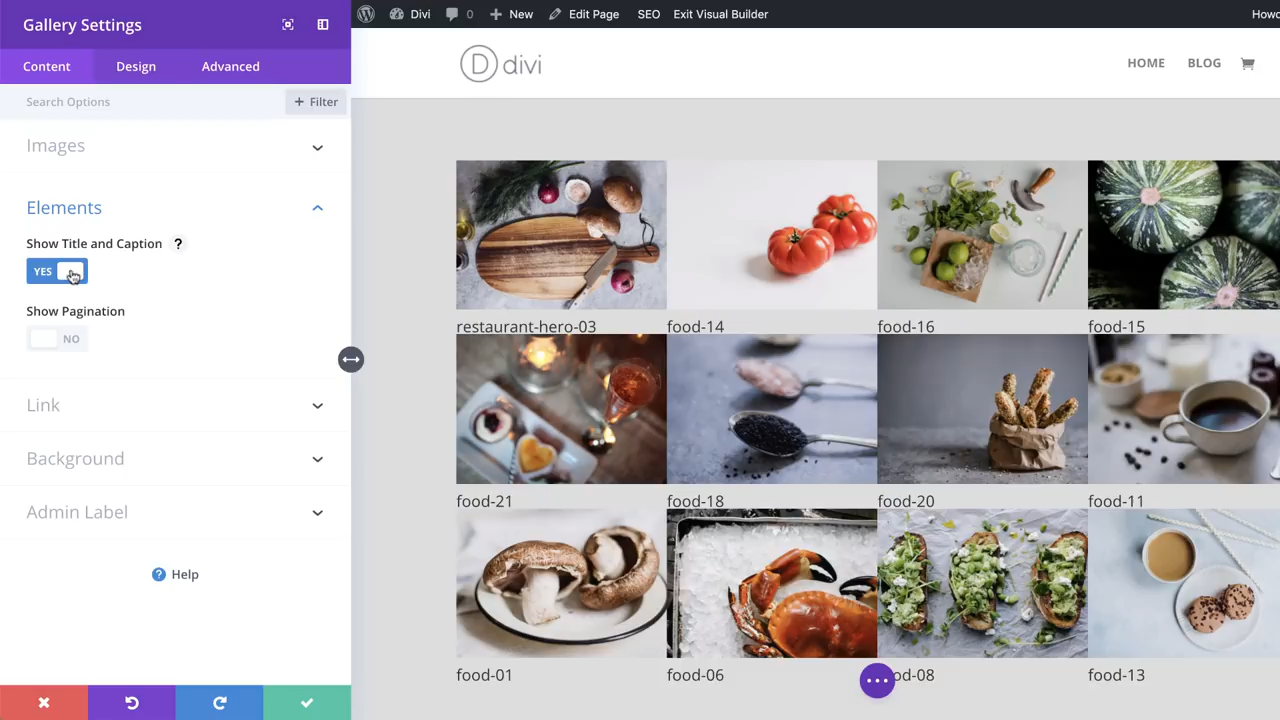 Gallery Settings
Content
Design
Advanced
Search Options
+ Filter
Images
Elements
Show Title and Caption ?
YES
Show Pagination
NO
Link
Background
Admin Label
? Help
Divi
0
+ New
Edit Page
SEO
Exit Visual Builder
Howd
D divi
HOME
BLOG
restaurant-hero-03
food-14
food-16
food-15
food-21
food-18
food-20
food-11
food-01
food-06
od-08
food-13